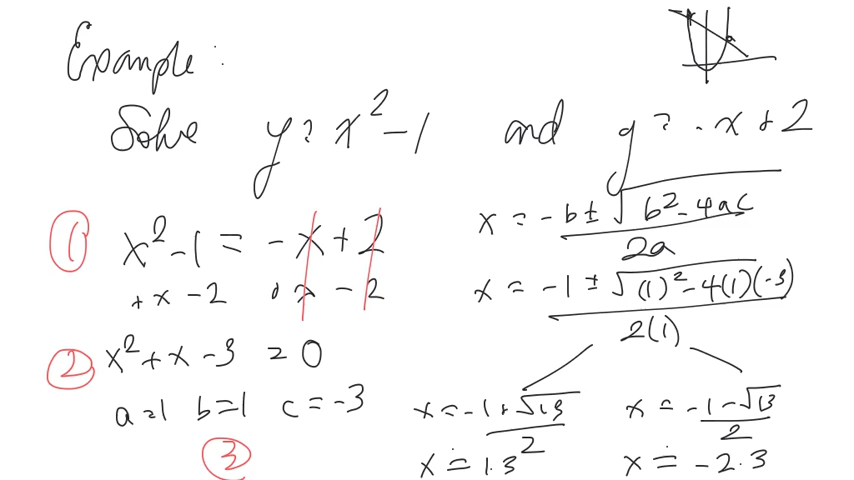 Example:
Solve y = x² - 1 and y = -x + 2
① x² - 1 = -x + 2
+x -2 +x -2
② x² + x - 3 = 0
a=1 b=1 c=-3
③
x = -b ± √(b² - 4ac) / 2a
x = -1 ± √((1)² - 4(1)(-3)) / 2(1)
x = -1 + √13 / 2
x ≐ 1.3
x = -1 - √13 / 2
x ≐ -2.3